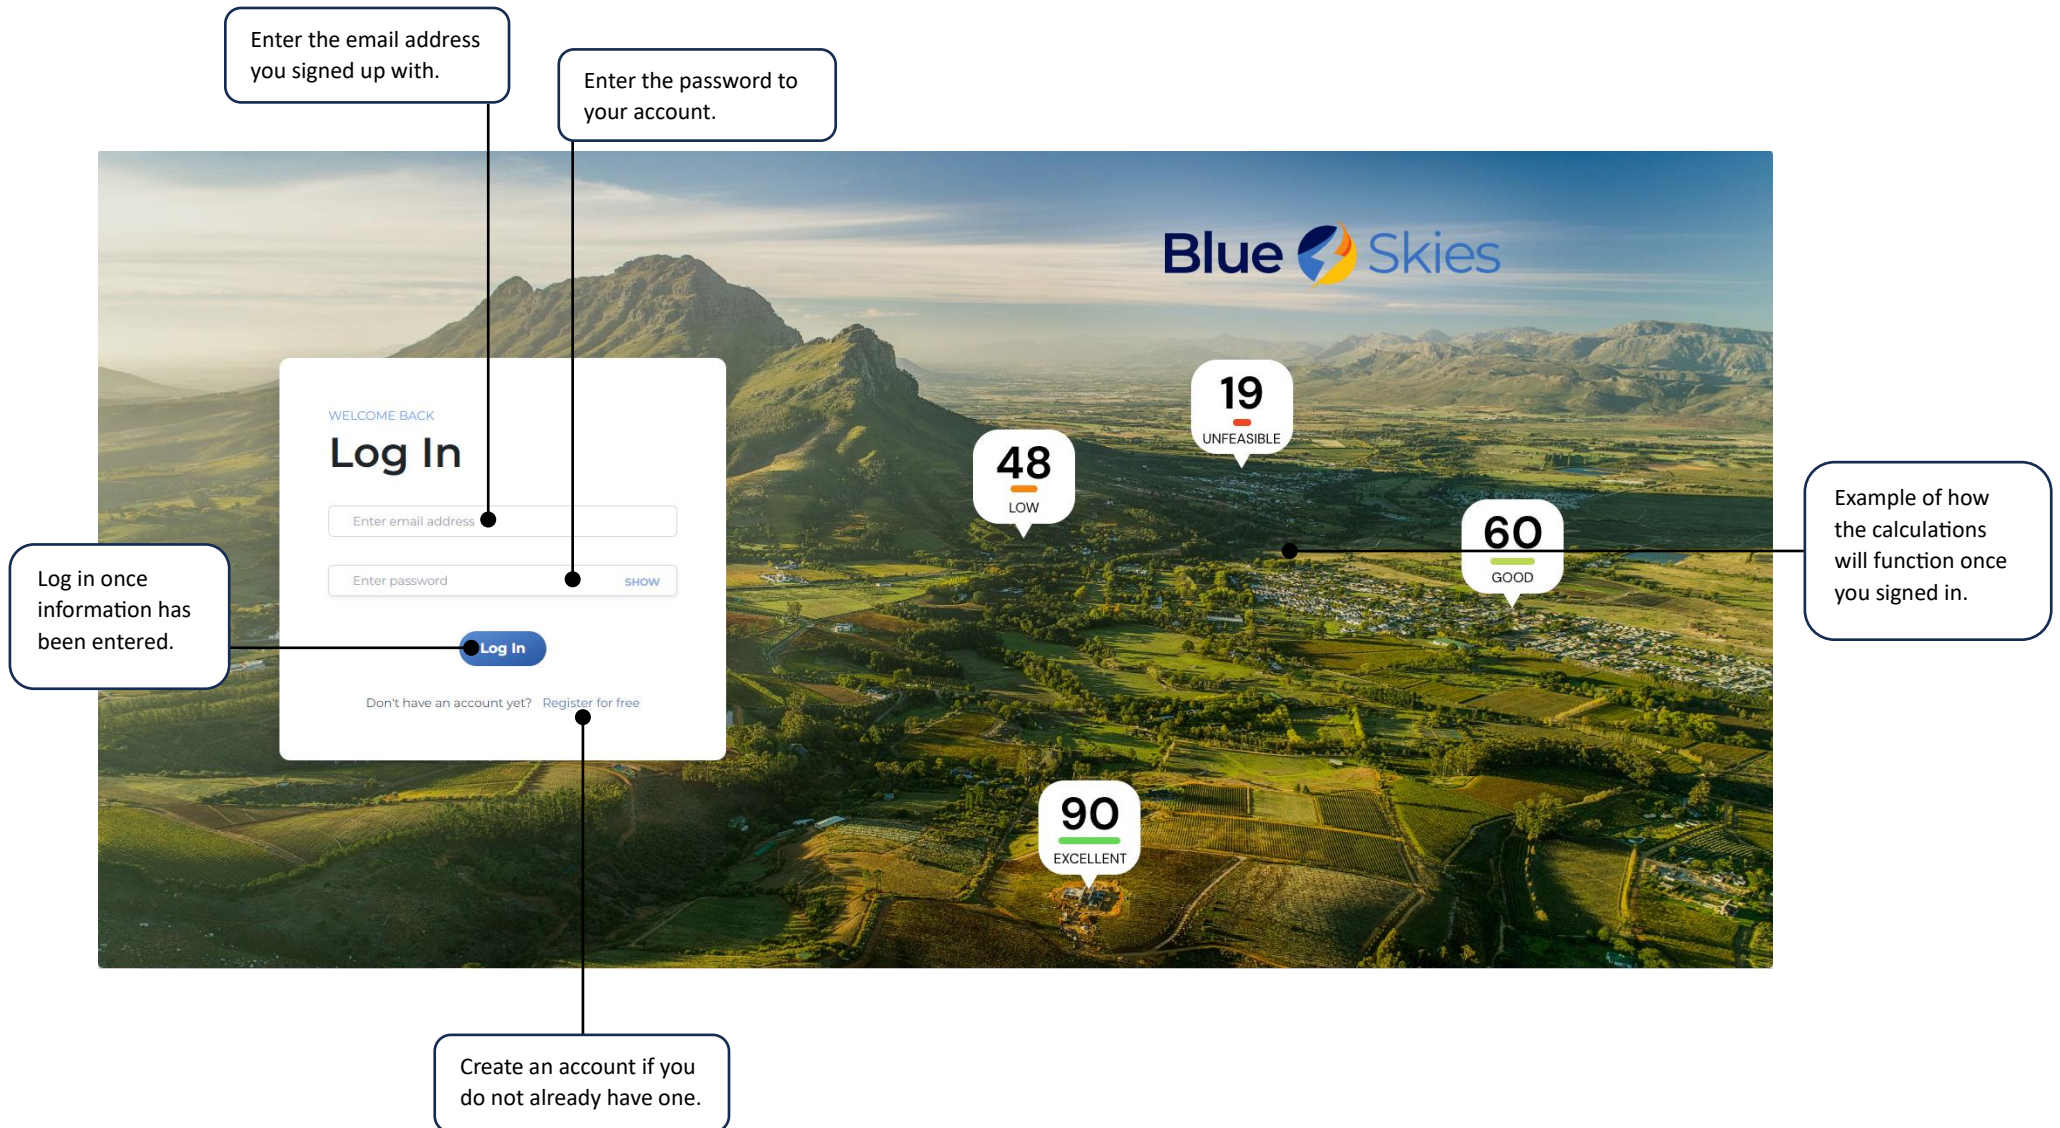 Enter the email address
you signed up with.
Enter the password to
your account.
Blue Skies
WELCOME BACK
Log In
Enter email address
Enter password SHOW
Log In
Don't have an account yet? Register for free
19
UNFEASIBLE
48
LOW
60
GOOD
90
EXCELLENT
Log in once
information has
been entered.
Example of how
the calculations
will function once
you signed in.
Create an account if you
do not already have one.